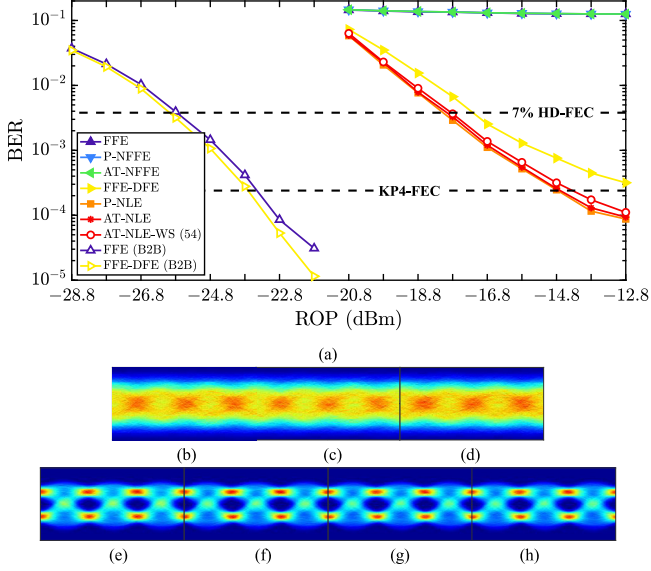 10⁻¹
10⁻²
10⁻³
10⁻⁴
10⁻⁵
BER
7% HD-FEC
KP4-FEC
FFE
P-NFFE
AT-NFFE
FFE-DFE
P-NLE
AT-NLE
AT-NLE-WS (54)
FFE (B2B)
FFE-DFE (B2B)
−28.8 −26.8 −24.8 −22.8 −20.8 −18.8 −16.8 −14.8 −12.8
ROP (dBm)
(a)
(b) (c) (d)
(e) (f) (g) (h)